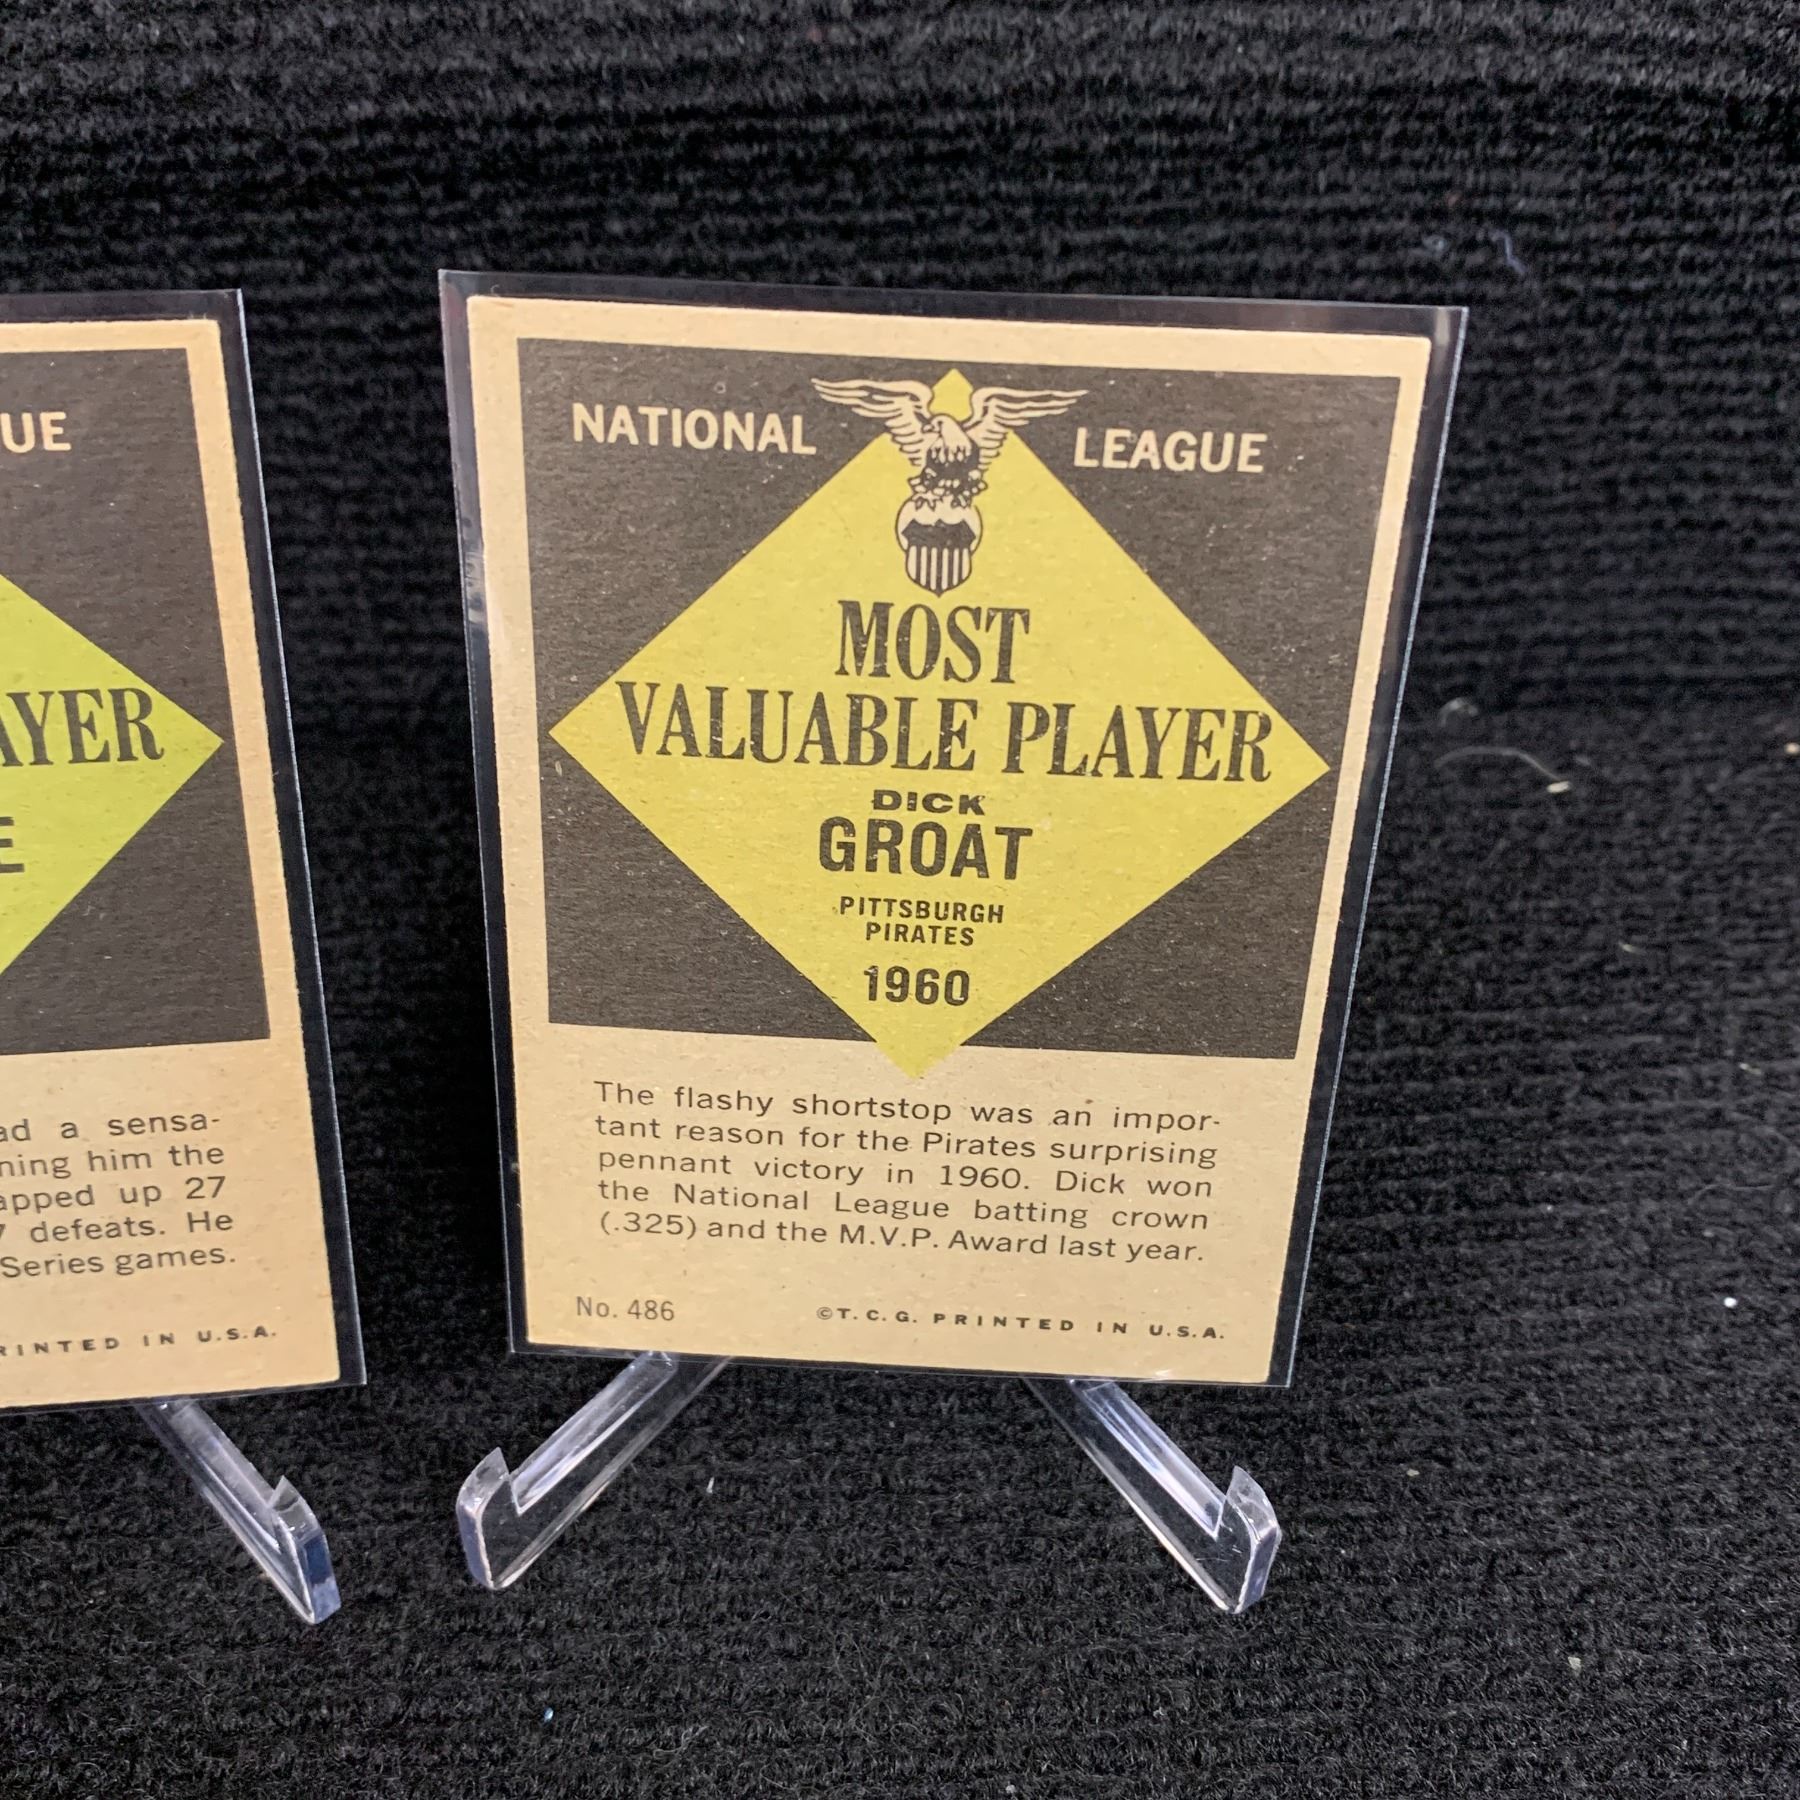 UE
AYER
E
ad a sensa-
ning him the
apped up 27
7 defeats. He
Series games.
RINTED IN U.S.A.
NATIONAL LEAGUE
MOST
VALUABLE PLAYER
DICK
GROAT
PITTSBURGH
PIRATES
1960
The flashy shortstop was an impor-
tant reason for the Pirates surprising
pennant victory in 1960. Dick won
the National League batting crown
(.325) and the M.V.P. Award last year.
No. 486 ©T.C.G. PRINTED IN U.S.A.